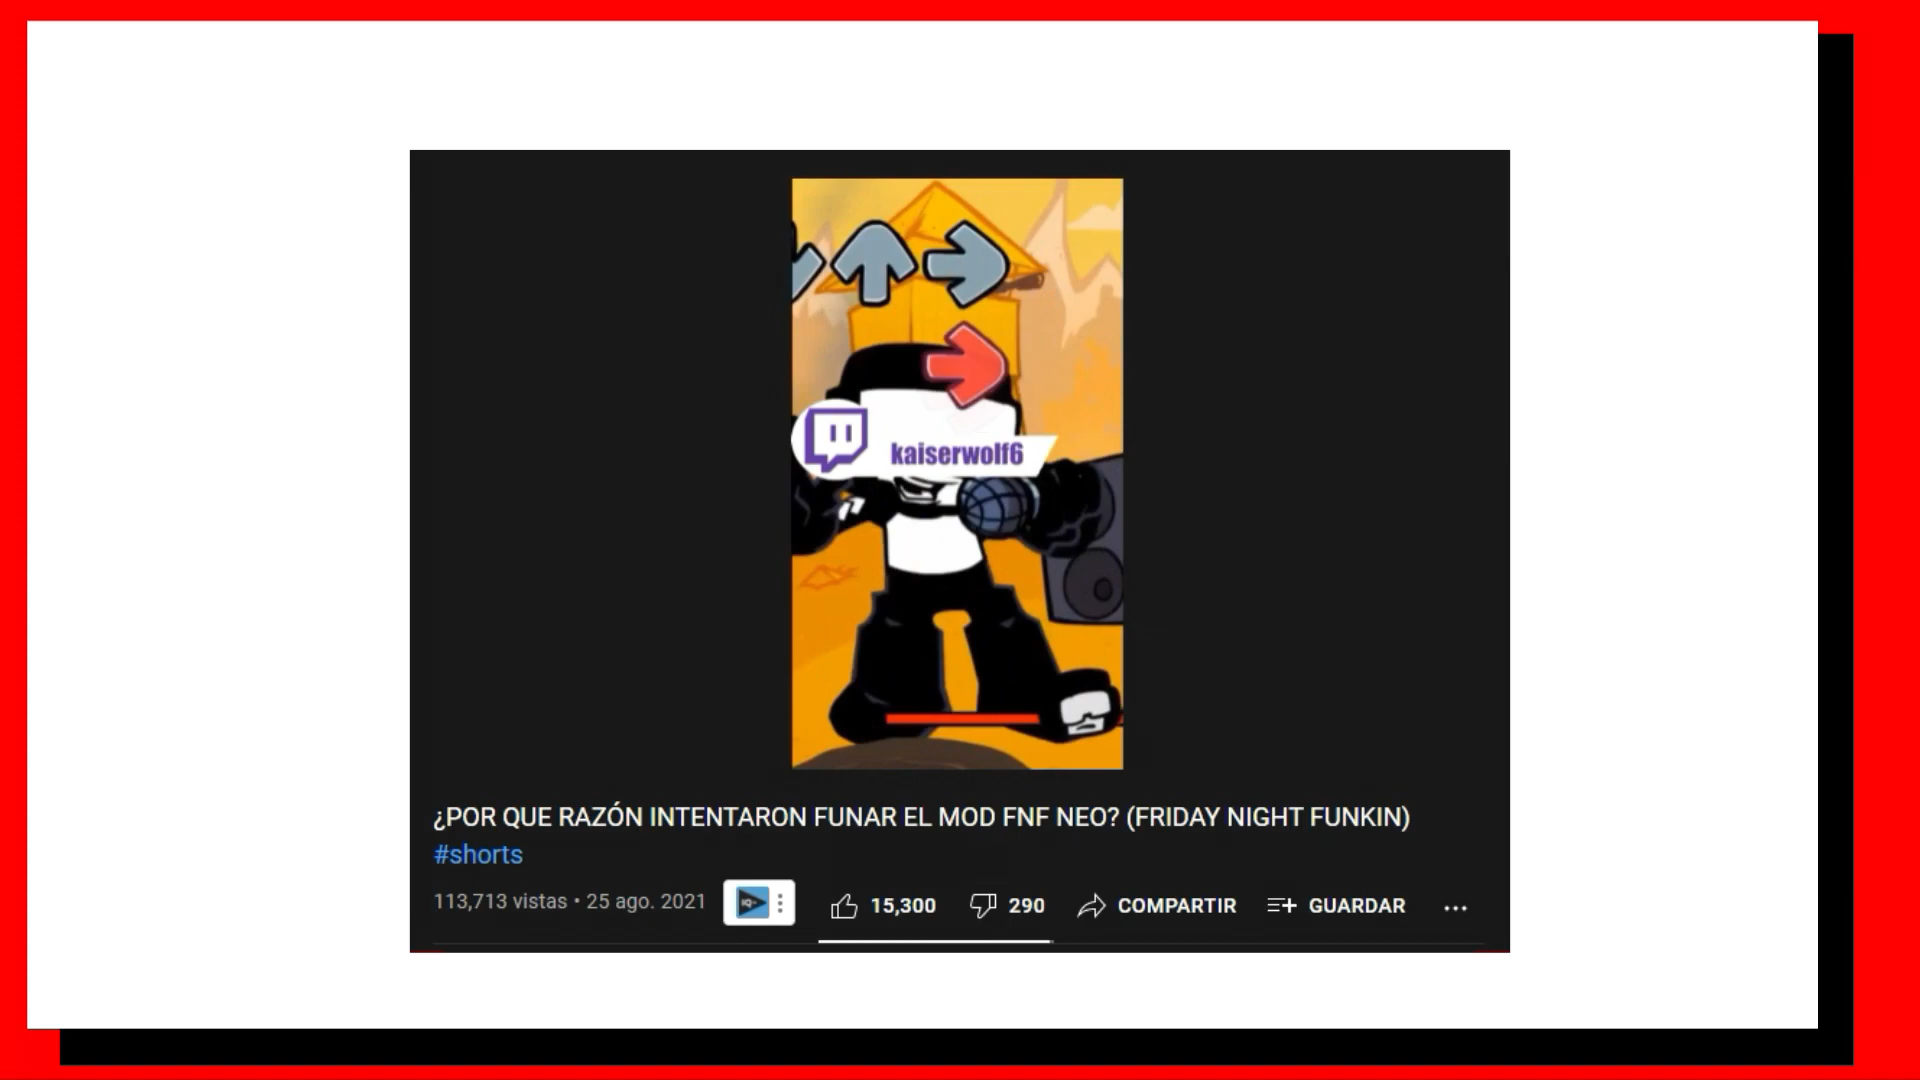 kaiserwolf6
¿POR QUE RAZÓN INTENTARON FUNAR EL MOD FNF NEO? (FRIDAY NIGHT FUNKIN)
#shorts
113,713 vistas • 25 ago. 2021 IQ 15,300 290 COMPARTIR GUARDAR